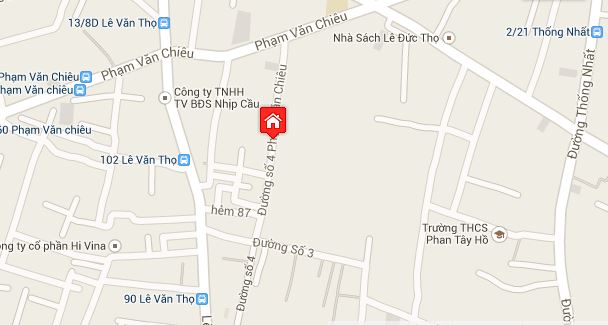 13/8D Lê Văn Thọ
Phạm Văn Chiêu
2/21 Thống Nhất
Nhà Sách Lê Đức Thọ
Phạm Văn Chiêu
Phạm Văn Chiêu
Phạm văn chiêu
Công ty TNHH
TV BĐS Nhịp Cầu
Văn Chiêu
Đường Thống Nhất
60 Phạm Văn chiêu
102 Lê Văn Thọ
Đường số 4
hẻm 87
Trường THCS
Phan Tây Hồ
ng ty cổ phần Hi Vina
Đường Số 3
Đường số 4
90 Lê Văn Thọ